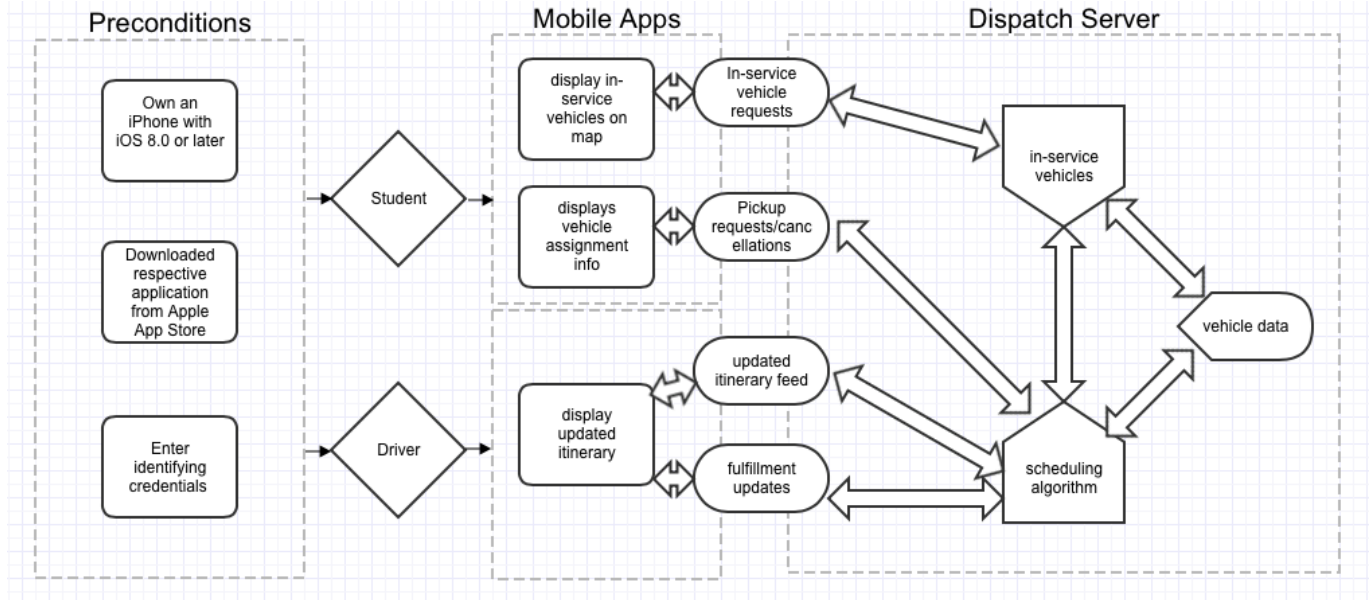 Preconditions
Mobile Apps
Dispatch Server
Own an
iPhone with
iOS 8.0 or later
Downloaded
respective
application
from Apple
App Store
Enter
identifying
credentials
Student
Driver
display in-
service
vehicles on
map
displays
vehicle
assignment
info
display
updated
itinerary
In-service
vehicle
requests
Pickup
requests/canc
ellations
updated
itinerary feed
fulfillment
updates
in-service
vehicles
vehicle data
scheduling
algorithm